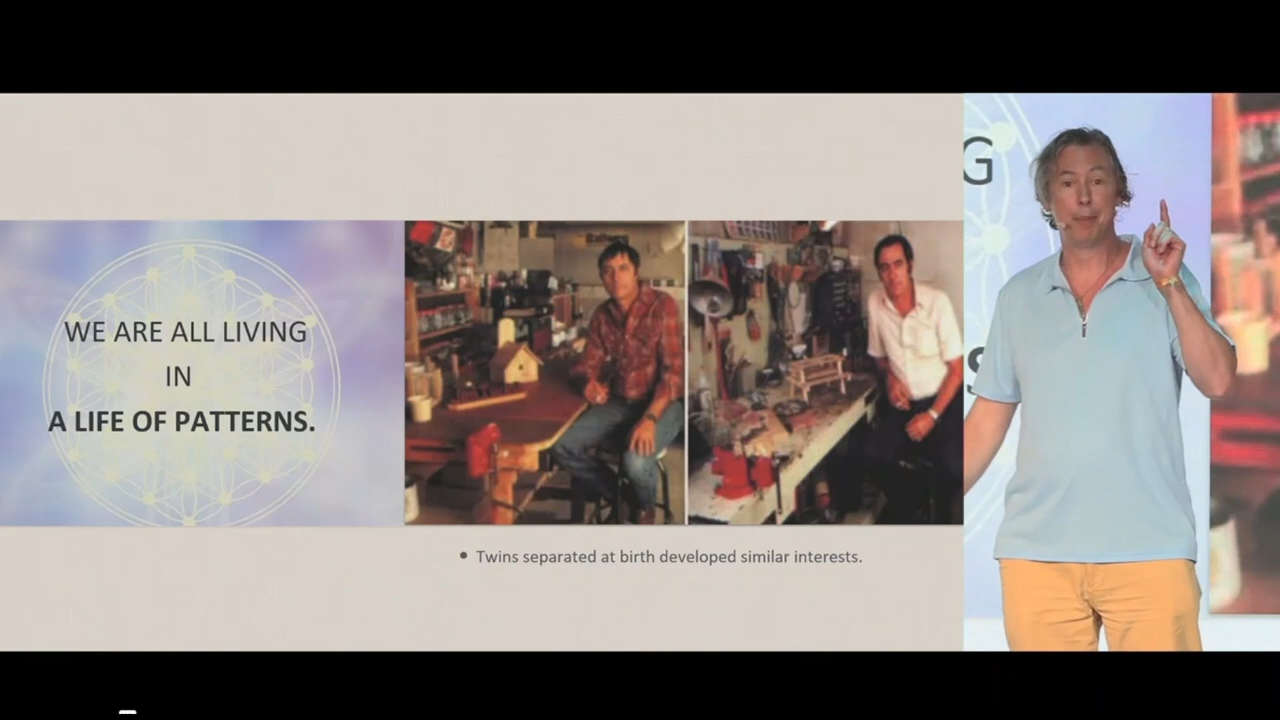 WE ARE ALL LIVING
IN
A LIFE OF PATTERNS.
• Twins separated at birth developed similar interests.
G
S